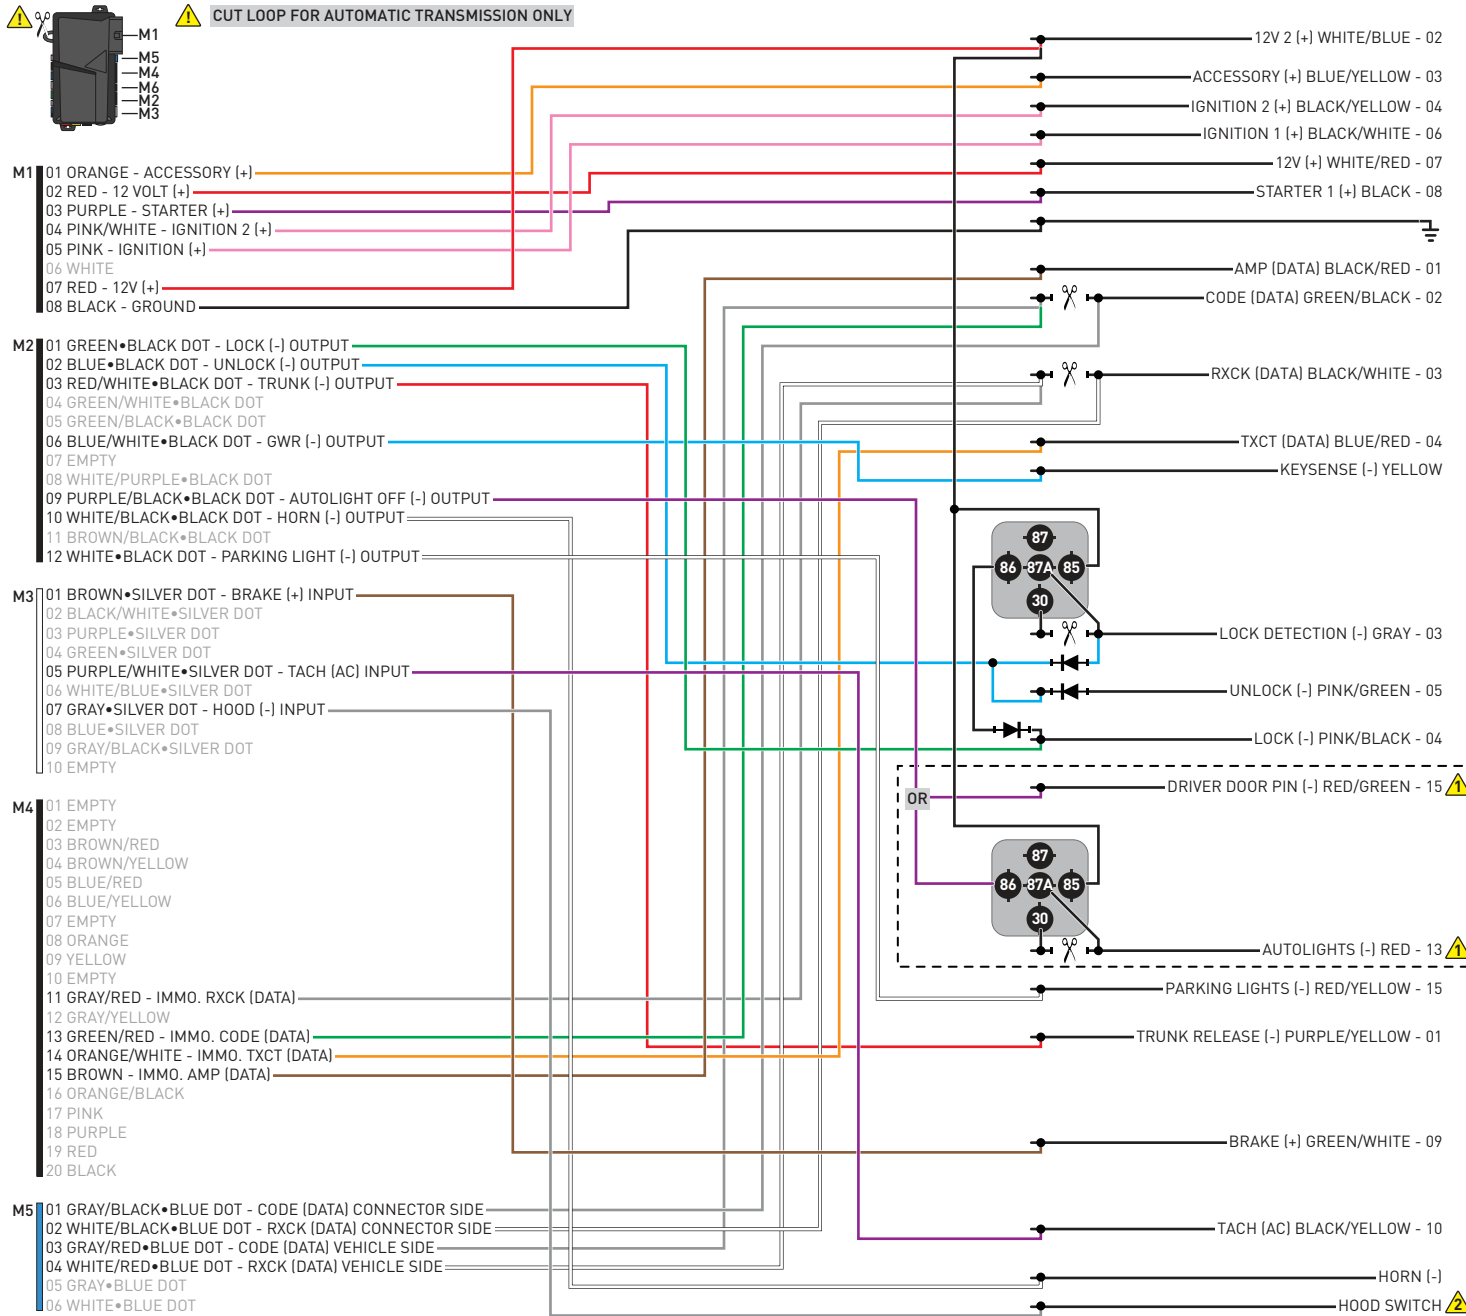 CUT LOOP FOR AUTOMATIC TRANSMISSION ONLY
!
!
M1
M5
M4
M6
M2
M3
M1
01 ORANGE - ACCESSORY (+)
02 RED - 12 VOLT (+)
03 PURPLE - STARTER (+)
04 PINK/WHITE - IGNITION 2 (+)
05 PINK - IGNITION (+)
06 WHITE
07 RED - 12V (+)
08 BLACK - GROUND
M2
01 GREEN•BLACK DOT - LOCK (-) OUTPUT
02 BLUE•BLACK DOT - UNLOCK (-) OUTPUT
03 RED/WHITE•BLACK DOT - TRUNK (-) OUTPUT
04 GREEN/WHITE•BLACK DOT
05 GREEN/BLACK•BLACK DOT
06 BLUE/WHITE•BLACK DOT - GWR (-) OUTPUT
07 EMPTY
08 WHITE/PURPLE•BLACK DOT
09 PURPLE/BLACK•BLACK DOT - AUTOLIGHT OFF (-) OUTPUT
10 WHITE/BLACK•BLACK DOT - HORN (-) OUTPUT
11 BROWN/BLACK•BLACK DOT
12 WHITE•BLACK DOT - PARKING LIGHT (-) OUTPUT
M3
01 BROWN•SILVER DOT - BRAKE (+) INPUT
02 BLACK/WHITE•SILVER DOT
03 PURPLE•SILVER DOT
04 GREEN•SILVER DOT
05 PURPLE/WHITE•SILVER DOT - TACH (AC) INPUT
06 WHITE/BLUE•SILVER DOT
07 GRAY•SILVER DOT - HOOD (-) INPUT
08 BLUE•SILVER DOT
09 GRAY/BLACK•SILVER DOT
10 EMPTY
M4
01 EMPTY
02 EMPTY
03 BROWN/RED
04 BROWN/YELLOW
05 BLUE/RED
06 BLUE/YELLOW
07 EMPTY
08 ORANGE
09 YELLOW
10 EMPTY
11 GRAY/RED - IMMO. RXCK (DATA)
12 GRAY/YELLOW
13 GREEN/RED - IMMO. CODE (DATA)
14 ORANGE/WHITE - IMMO. TXCT (DATA)
15 BROWN - IMMO. AMP (DATA)
16 ORANGE/BLACK
17 PINK
18 PURPLE
19 RED
20 BLACK
M5
01 GRAY/BLACK•BLUE DOT - CODE (DATA) CONNECTOR SIDE
02 WHITE/BLACK•BLUE DOT - RXCK (DATA) CONNECTOR SIDE
03 GRAY/RED•BLUE DOT - CODE (DATA) VEHICLE SIDE
04 WHITE/RED•BLUE DOT - RXCK (DATA) VEHICLE SIDE
05 GRAY•BLUE DOT
06 WHITE•BLUE DOT
12V 2 (+) WHITE/BLUE - 02
ACCESSORY (+) BLUE/YELLOW - 03
IGNITION 2 (+) BLACK/YELLOW - 04
IGNITION 1 (+) BLACK/WHITE - 06
12V (+) WHITE/RED - 07
STARTER 1 (+) BLACK - 08
AMP (DATA) BLACK/RED - 01
CODE (DATA) GREEN/BLACK - 02
RXCK (DATA) BLACK/WHITE - 03
TXCT (DATA) BLUE/RED - 04
KEYSENSE (-) YELLOW
87
86 87A 85
30
LOCK DETECTION (-) GRAY - 03
UNLOCK (-) PINK/GREEN - 05
LOCK (-) PINK/BLACK - 04
DRIVER DOOR PIN (-) RED/GREEN - 15 1
OR
87
86 87A 85
30
AUTOLIGHTS (-) RED - 13 1
PARKING LIGHTS (-) RED/YELLOW - 15
TRUNK RELEASE (-) PURPLE/YELLOW - 01
BRAKE (+) GREEN/WHITE - 09
TACH (AC) BLACK/YELLOW - 10
HORN (-)
HOOD SWITCH 2